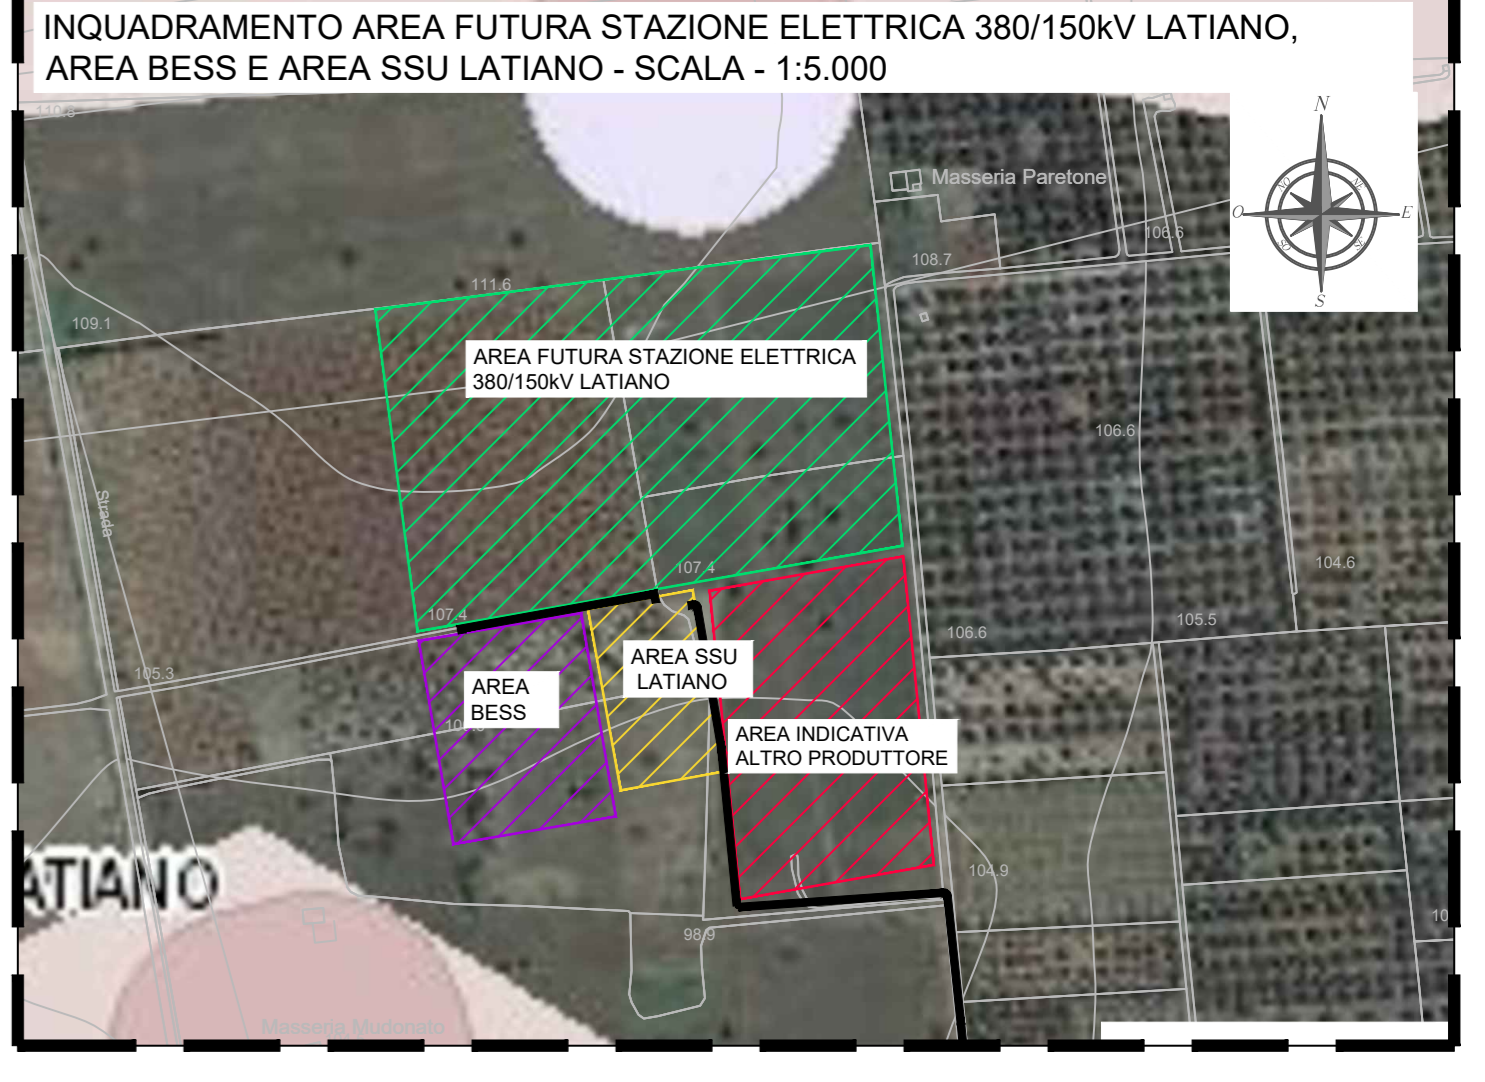 INQUADRAMENTO AREA FUTURA STAZIONE ELETTRICA 380/150kV LATIANO,
AREA BESS E AREA SSU LATIANO - SCALA - 1:5.000
N
NO
NE
O
E
SO
SE
S
Masseria Paretone
106.6
108.7
111.6
109.1
AREA FUTURA STAZIONE ELETTRICA
380/150kV LATIANO
106.6
Strada
107.4
104.6
107.4
105.5
106.6
105.3
AREA SSU
LATIANO
AREA
BESS
AREA INDICATIVA
ALTRO PRODUTTORE
ATIANO
104.9
98.9
10
Masseria Mudonato